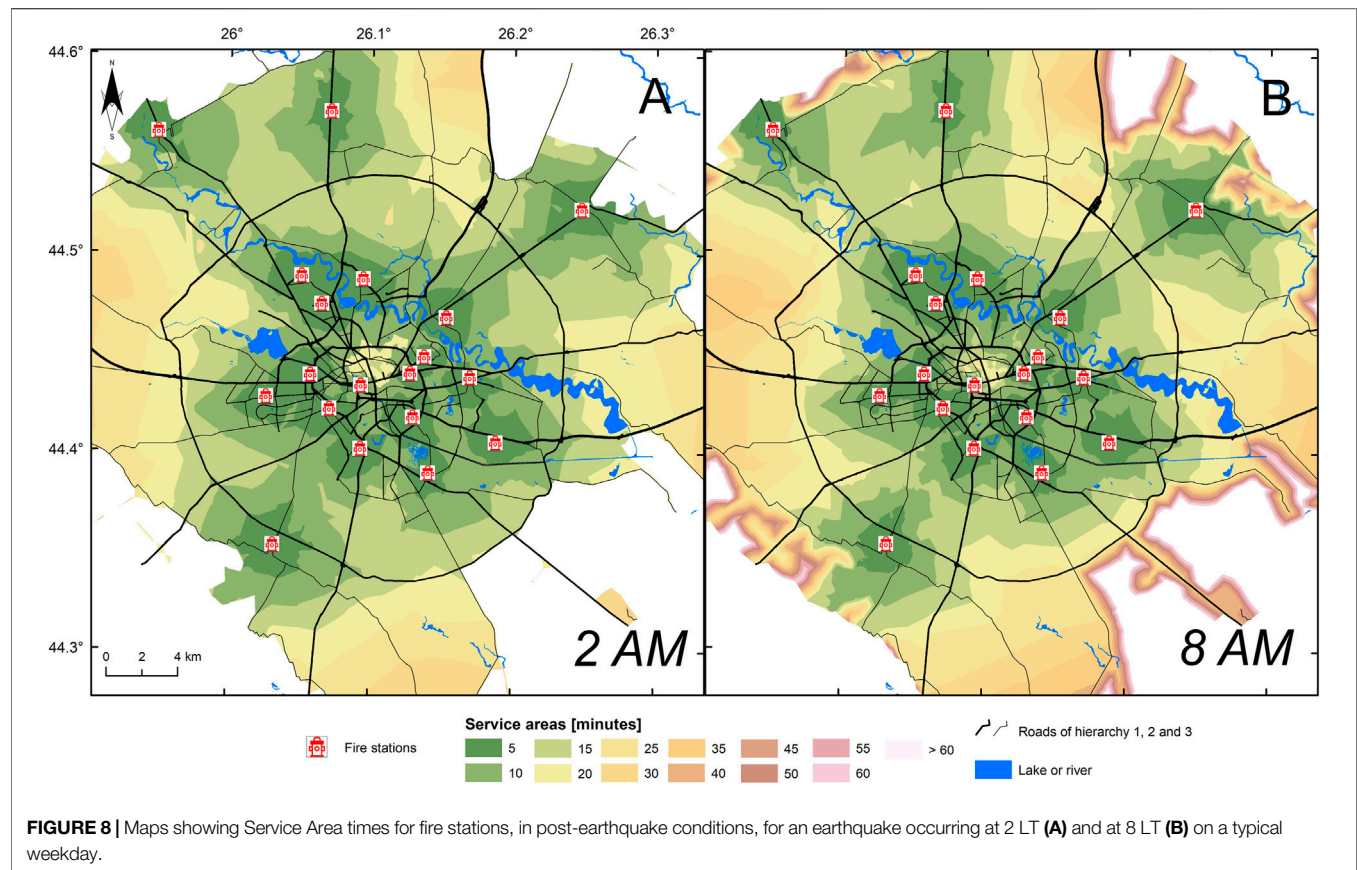 26° 26.1° 26.2° 26.3°
44.6°
N
S
A
B
44.5°
44.4°
44.3°
0 2 4 km
2 AM
8 AM
Service areas [minutes]
Fire stations
5 15 25 35 45 55 > 60
10 20 30 40 50 60
Roads of hierarchy 1, 2 and 3
Lake or river
FIGURE 8 | Maps showing Service Area times for fire stations, in post-earthquake conditions, for an earthquake occurring at 2 LT (A) and at 8 LT (B) on a typical
weekday.